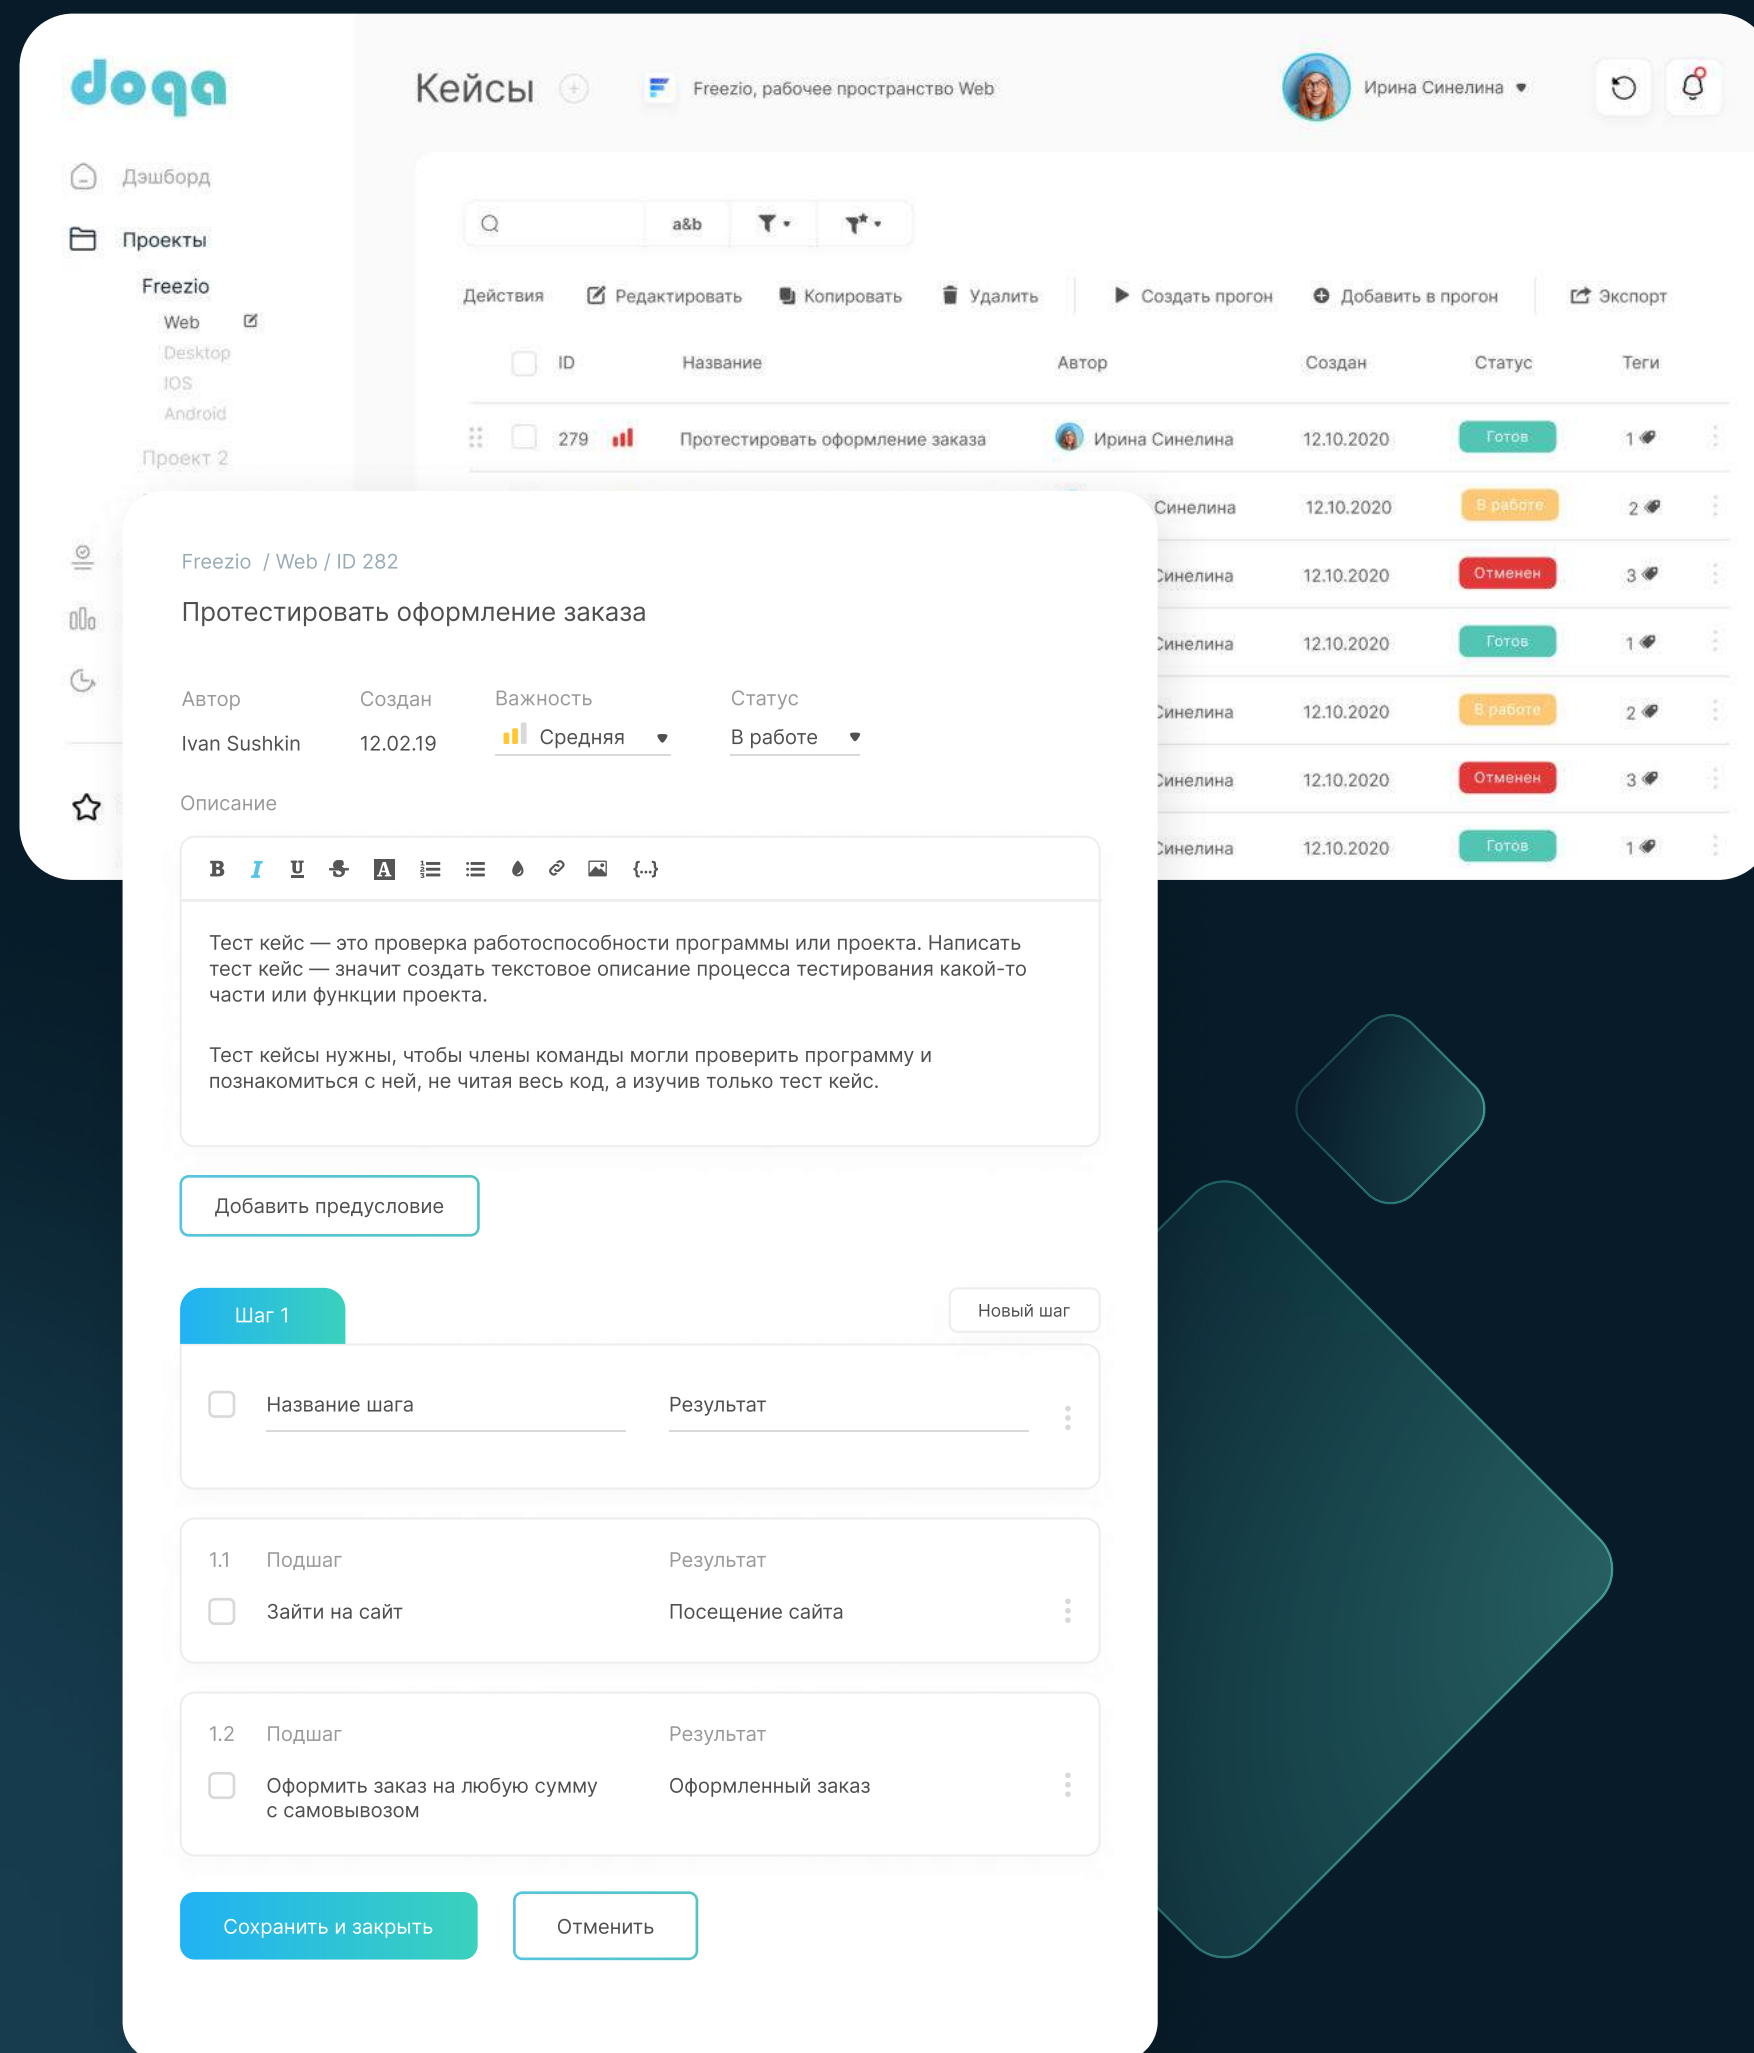 doqa
Кейсы
Freezio, рабочее пространство Web
Ирина Синелина
Дэшборд
Проекты
Freezio
Web
Desktop
IOS
Android
Проект 2
a&b
Действия Редактировать Копировать Удалить Создать прогон Добавить в прогон Экспорт
ID Название Автор Создан Статус Теги
279 Протестировать оформление заказа Ирина Синелина 12.10.2020 Готов 1
Синелина 12.10.2020 В работе 2
Синелина 12.10.2020 Отменен 3
Синелина 12.10.2020 Готов 1
Синелина 12.10.2020 В работе 2
Синелина 12.10.2020 Отменен 3
Синелина 12.10.2020 Готов 1
Freezio / Web / ID 282
Протестировать оформление заказа
Автор Создан Важность Статус
Ivan Sushkin 12.02.19 Средняя В работе
Описание
B I U S A {...}
Тест кейс — это проверка работоспособности программы или проекта. Написать
тест кейс — значит создать текстовое описание процесса тестирования какой-то
части или функции проекта.
Тест кейсы нужны, чтобы члены команды могли проверить программу и
познакомиться с ней, не читая весь код, а изучив только тест кейс.
Добавить предусловие
Шаг 1
Новый шаг
Название шага Результат
1.1 Подшаг Результат
Зайти на сайт Посещение сайта
1.2 Подшаг Результат
Оформить заказ на любую сумму Оформленный заказ
с самовывозом
Сохранить и закрыть Отменить